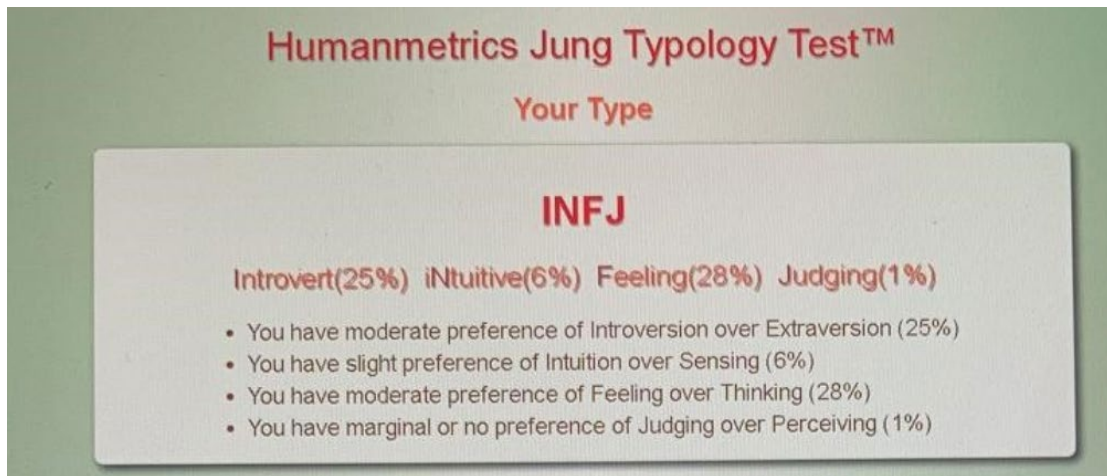 Humanmetrics Jung Typology Test™
Your Type
INFJ
Introvert(25%) iNtuitive(6%) Feeling(28%) Judging(1%)
• You have moderate preference of Introversion over Extraversion (25%)
• You have slight preference of Intuition over Sensing (6%)
• You have moderate preference of Feeling over Thinking (28%)
• You have marginal or no preference of Judging over Perceiving (1%)